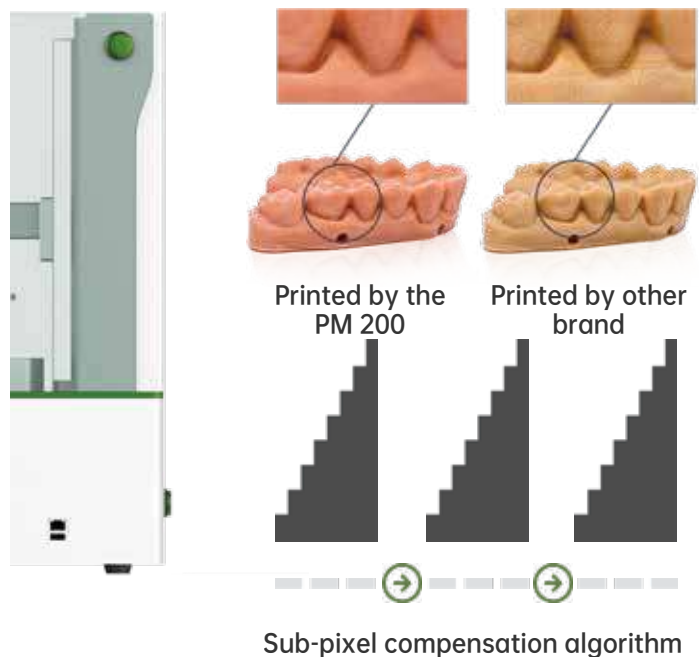 Printed by the
PM 200
Printed by other
brand
Sub-pixel compensation algorithm